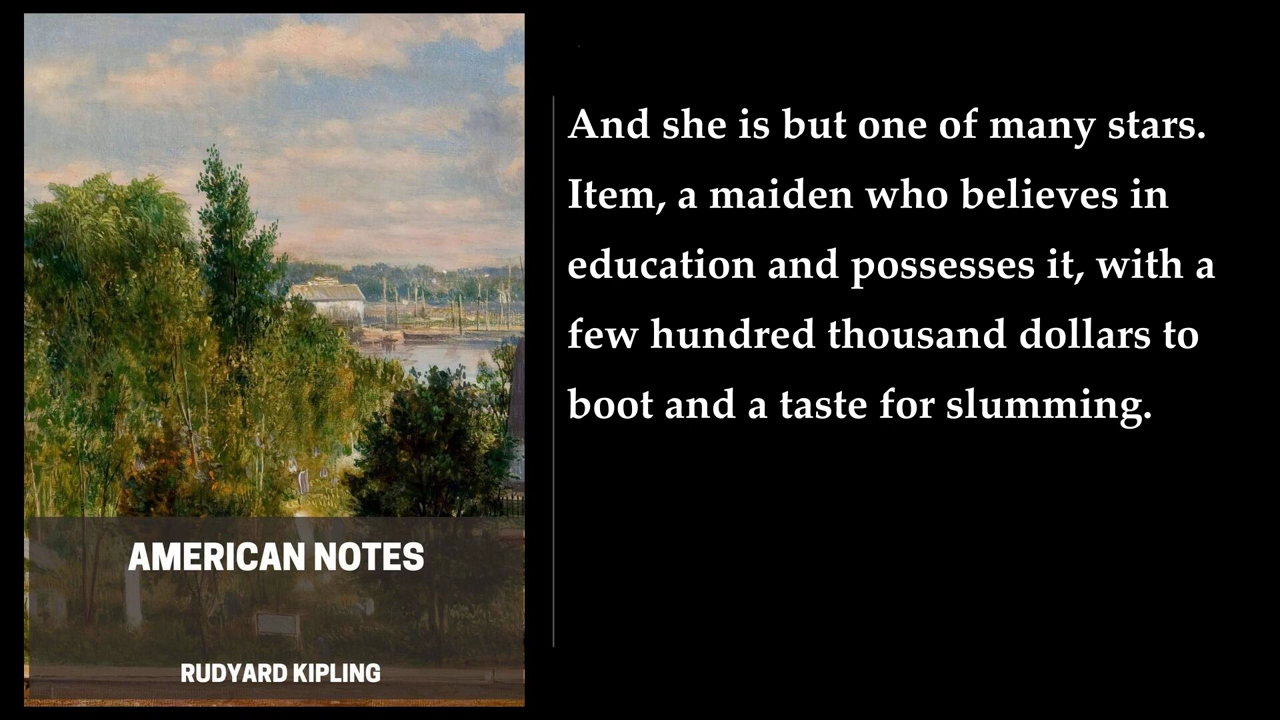 AMERICAN NOTES
RUDYARD KIPLING
And she is but one of many stars.
Item, a maiden who believes in
education and possesses it, with a
few hundred thousand dollars to
boot and a taste for slumming.